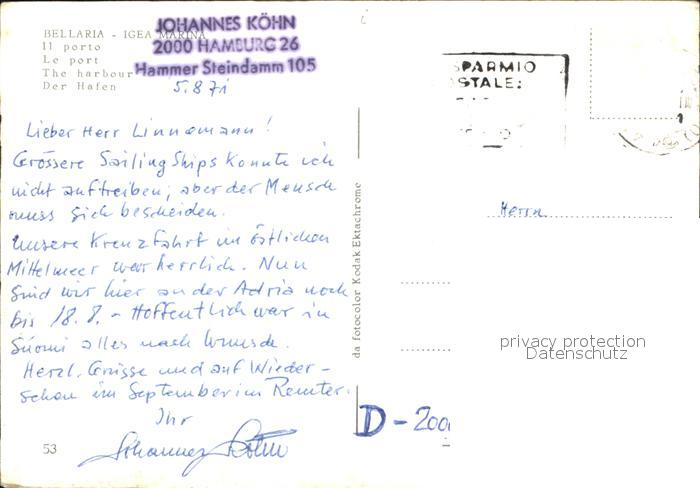 JOHANNES KÖHN
2000 HAMBURG 26
Hammer Steindamm 105
BELLARIA - IGEA MARINA
Il porto
Le port
The harbour
Der Hafen
5.8 71
Lieber Herr Linnemann!
Grössere Sailing Ships konnte ich
nicht auftreiben, aber der Mensch
muss sich bescheiden.
Unsere Kreuzfahrt im östlichen
Mittelmeer war herrlich. Nun
sind wir hier an der Adria noch
bis 18.8. - Hoffentlich war in
Suomi alles nach Wunsch.
Herzl. Grüsse und auf Wieder-
schau im September im Remter.
Ihr
Johannes Köhn
53
da fotocolor Kodak Ektachrome
SPARMIO
STALE:
Herrn
privacy protection
Datenschutz
D - 200